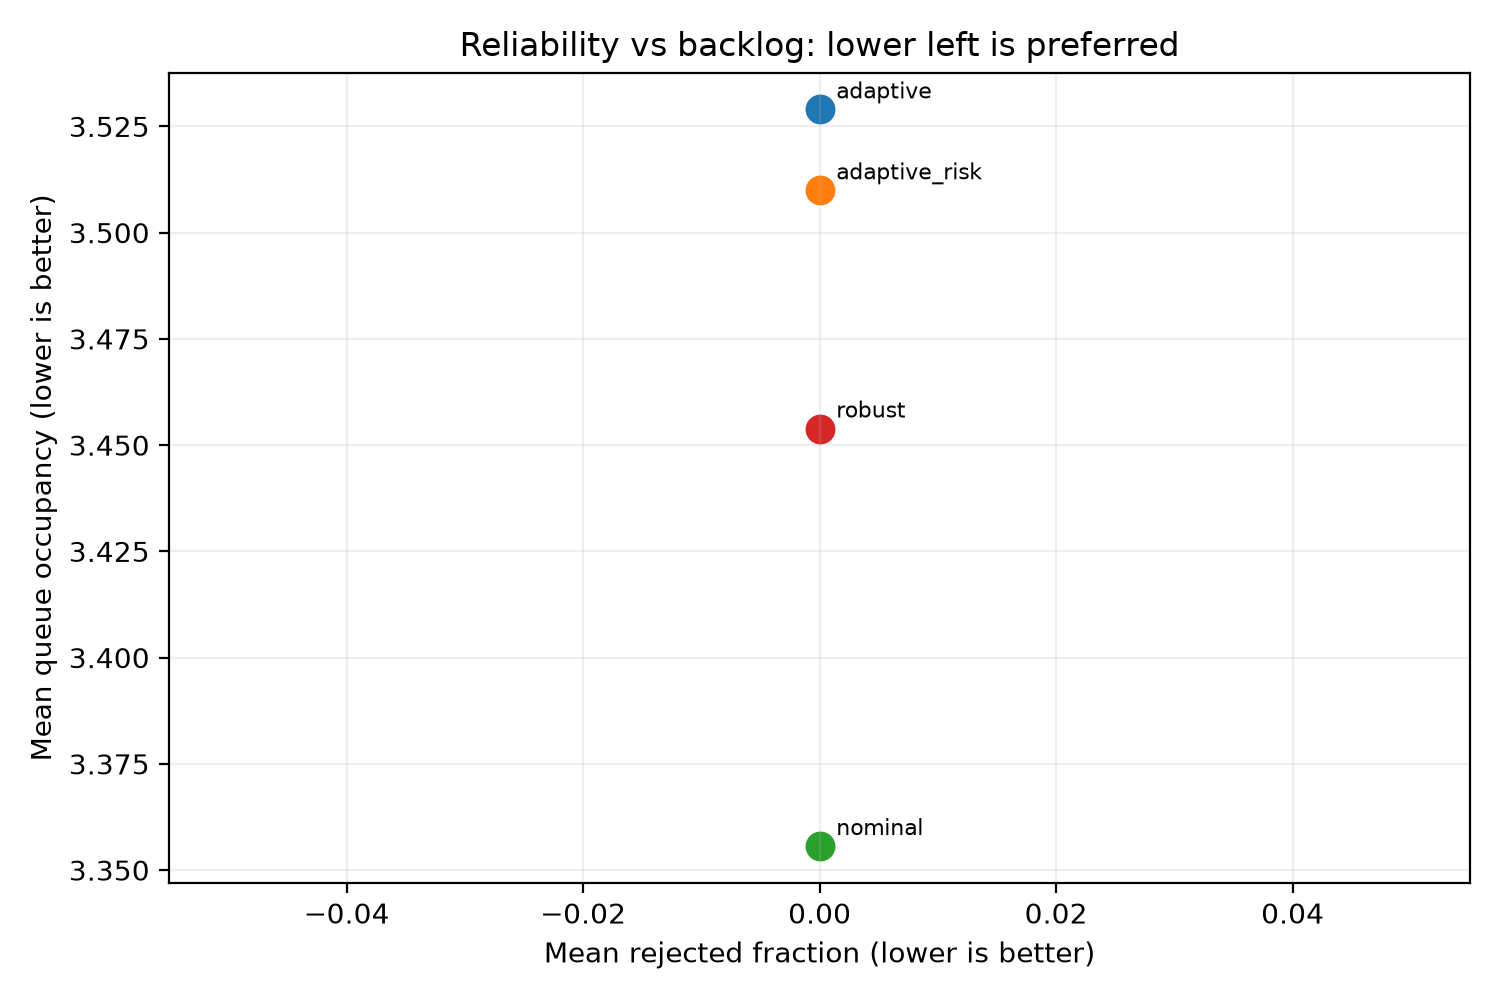 Reliability vs backlog: lower left is preferred
Mean queue occupancy (lower is better)
3.525
3.500
3.475
3.450
3.425
3.400
3.375
3.350
adaptive
adaptive_risk
robust
nominal
−0.04
−0.02
0.00
0.02
0.04
Mean rejected fraction (lower is better)